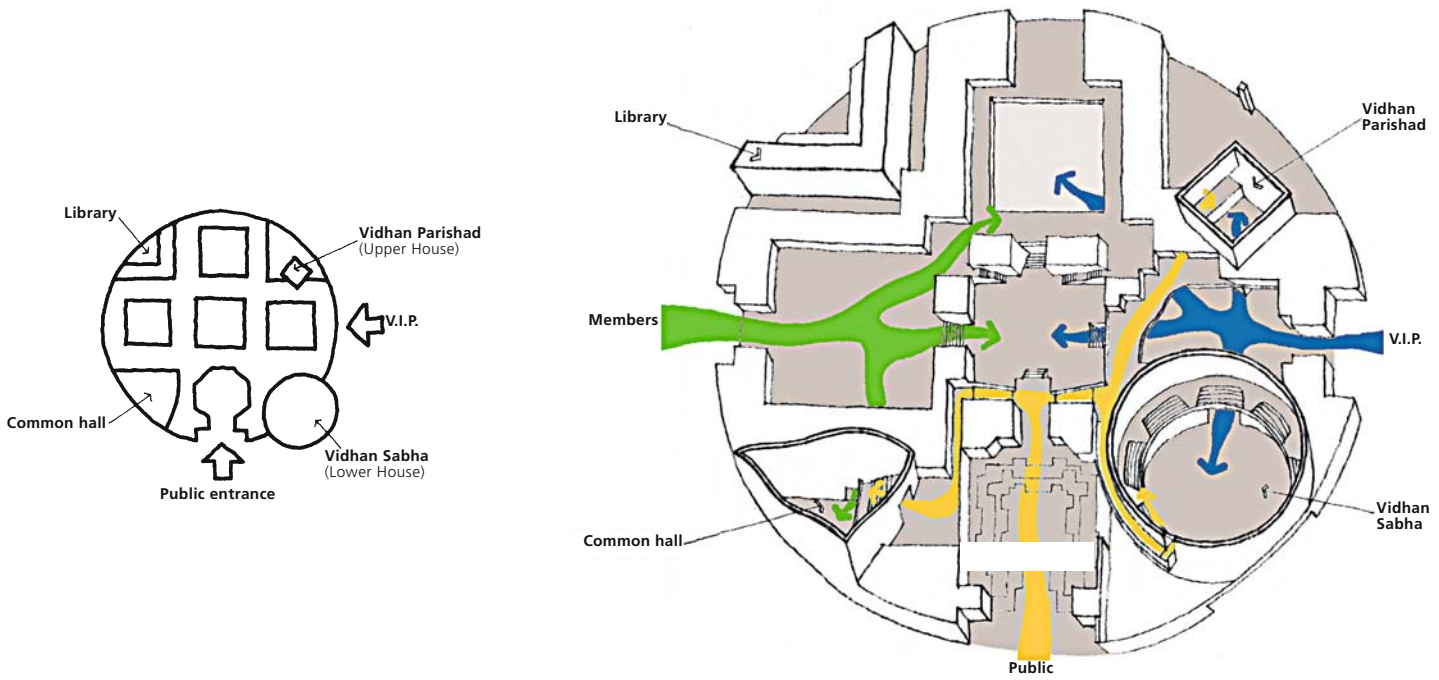 Library
Vidhan Parishad
(Upper House)
V.I.P.
Common hall
Vidhan Sabha
(Lower House)
Public entrance
Library
Vidhan
Parishad
Members
V.I.P.
Common hall
Vidhan
Sabha
Public